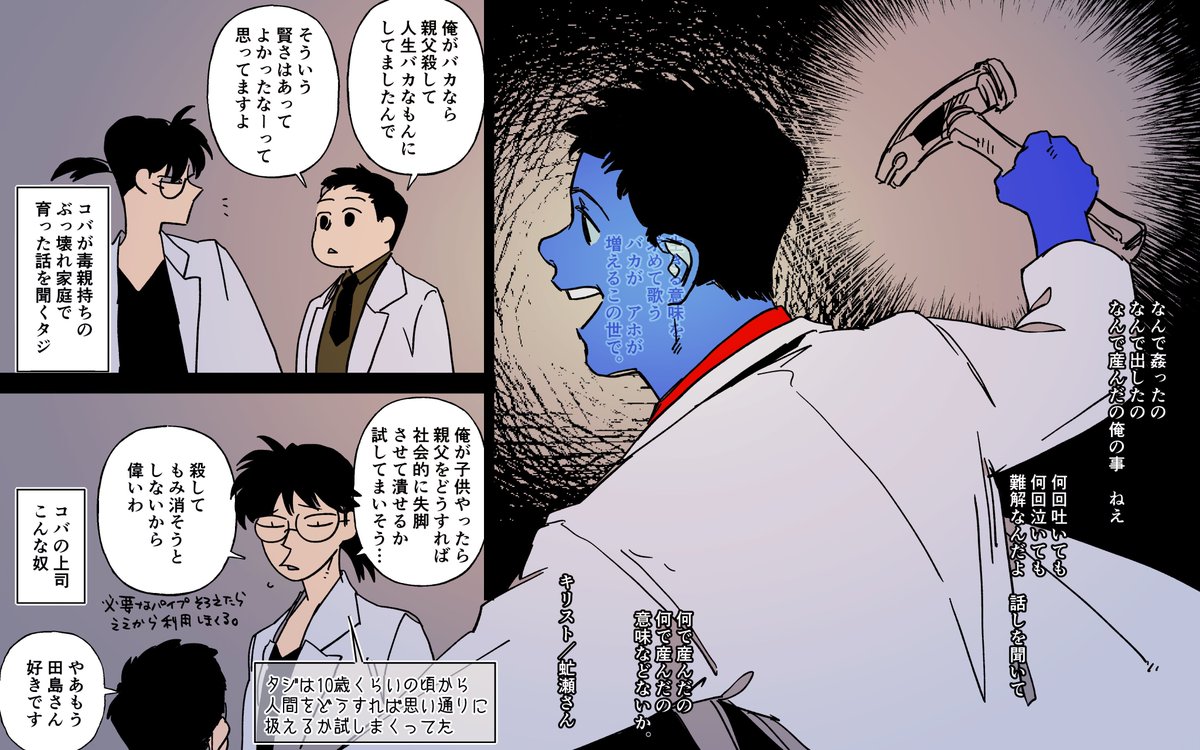 なんで姦ったの
なんで出したの
なんで産んだの俺の事 ねえ
何回吐いても
何回泣いても
難解なんだよ 話しを聞いて
る意味
求めて歌う
バカが アホが
増えるこの世で。
何で産んだの
何で産んだの
意味などないか。
キリスト／虻瀬さん
俺がバカなら
親父殺して
人生バカなもんに
してましたんで
そういう
賢さはあって
よかったなーって
思ってますよ
コバが毒親持ちの
ぶっ壊れ家庭で
育った話を聞くタジ
俺が子供やったら
親父をどうすれば
社会的に失脚
させて潰せるか
試してまいそう…
殺して
もみ消そうと
しないから
偉いわ
必要なパイプそろえたら
ええから利用しまくる。
コバの上司
こんな奴
タジは10歳くらいの頃から
人間をどうすれば思い通りに
扱えるか試しまくってた
やあもう
田島さん
好きです